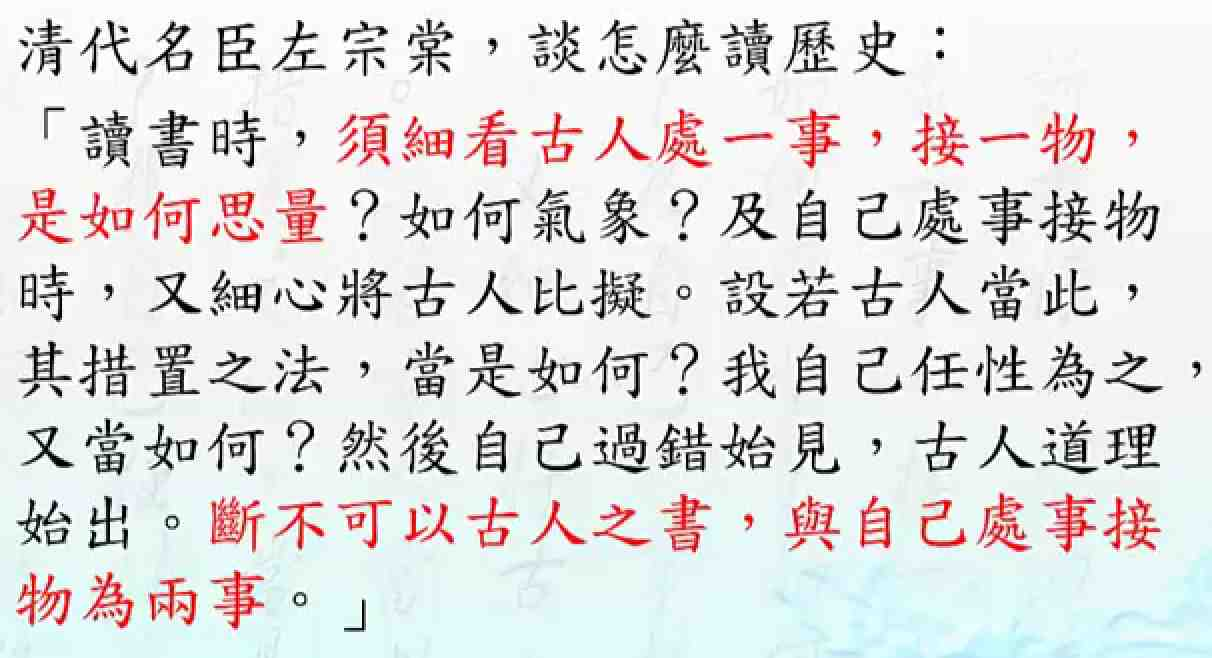 清代名臣左宗棠，談怎麼讀歷史：
「讀書時，須細看古人處一事，接一物，
是如何思量？如何氣象？及自己處事接物
時，又細心將古人比擬。設若古人當此，
其措置之法，當是如何？我自己任性為之，
又當如何？然後自己過錯始見，古人道理
始出。斷不可以古人之書，與自己處事接
物為兩事。」